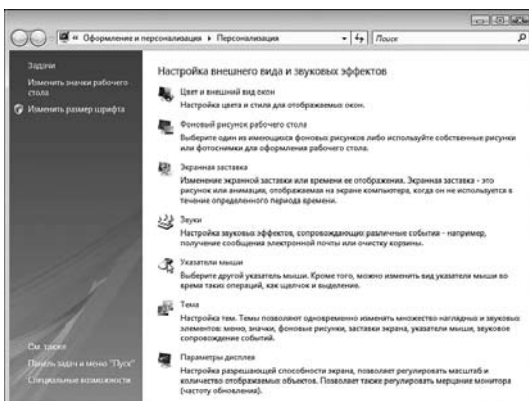 « Оформление и персонализация ▸ Персонализация
Поиск
Задачи
Изменить значки рабочего
стола
Изменить размер шрифта
См. также
Панель задач и меню "Пуск"
Специальные возможности
Настройка внешнего вида и звуковых эффектов
Цвет и внешний вид окон
Настройка цвета и стиля для отображаемых окон.
Фоновый рисунок рабочего стола
Выберите один из имеющихся фоновых рисунков либо используйте собственные рисунки
или фотоснимки для оформления рабочего стола.
Экранная заставка
Изменение экранной заставки или времени ее отображения. Экранная заставка - это
рисунок или анимация, отображаемая на экране компьютера, когда он не используется в
течение определенного периода времени.
Звуки
Настройка звуковых эффектов, сопровождающих различные события - например,
получение сообщения электронной почты или очистку корзины.
Указатели мыши
Выберите другой указатель мыши. Кроме того, можно изменить вид указателя мыши во
время таких операций, как щелчок и выделение.
Тема
Настройка тем. Темы позволяют одновременно изменять множество наглядных и звуковых
элементов: меню, значки, фоновые рисунки, заставки экрана, указатели мыши, звуковое
сопровождение событий.
Параметры дисплея
Настройка разрешающей способности экрана, позволяет регулировать масштаб и
количество отображаемых объектов. Позволяет также регулировать мерцание монитора
(частоту обновления).